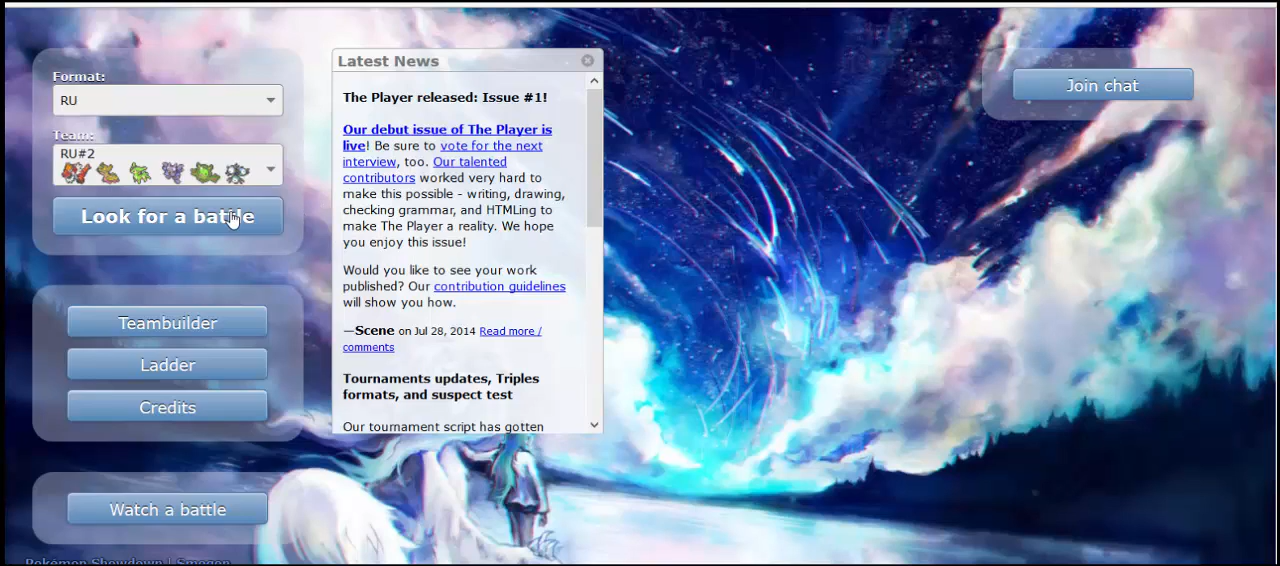 Format:
RU
Team:
RU#2
Look for a battle
Teambuilder
Ladder
Credits
Watch a battle
Pokémon Showdown | Smogon
Latest News
The Player released: Issue #1!
Our debut issue of The Player is
live! Be sure to vote for the next
interview, too. Our talented
contributors worked very hard to
make this possible - writing, drawing,
checking grammar, and HTMLing to
make The Player a reality. We hope
you enjoy this issue!
Would you like to see your work
published? Our contribution guidelines
will show you how.
—Scene on Jul 28, 2014 Read more /
comments
Tournaments updates, Triples
formats, and suspect test
Our tournament script has gotten
Join chat